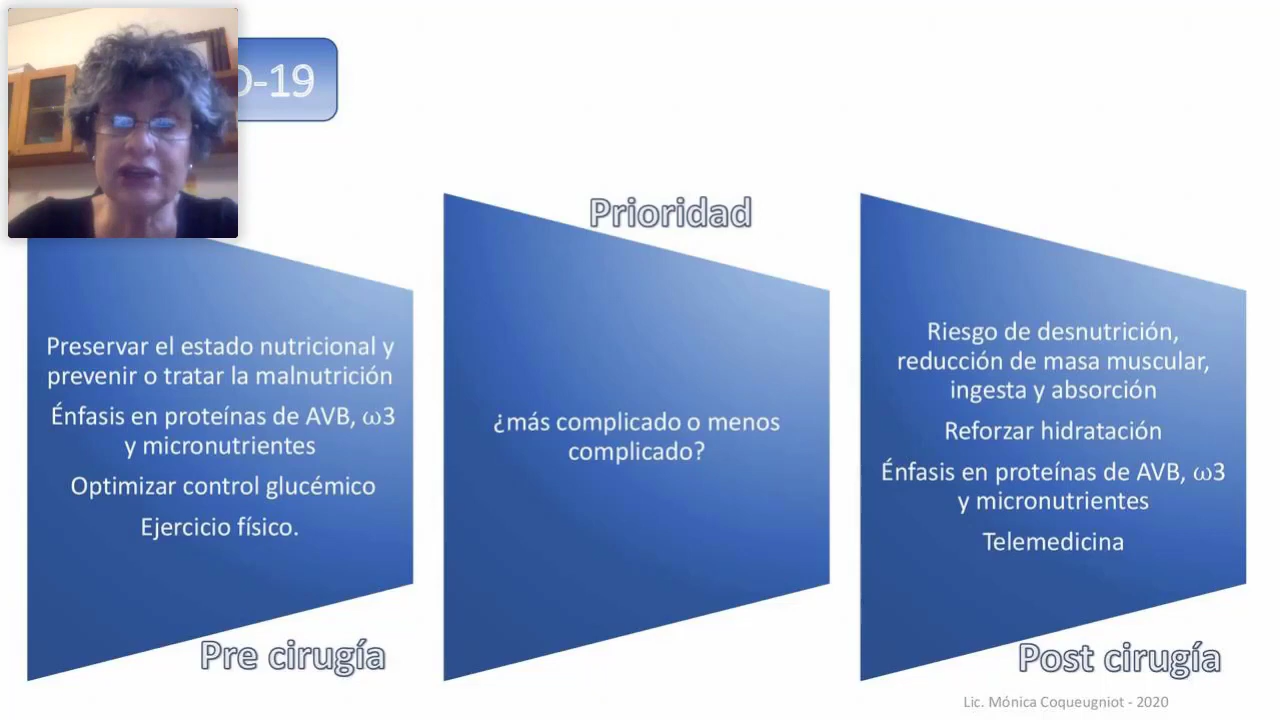 D-19
Prioridad
Preservar el estado nutricional y
prevenir o tratar la malnutrición
Énfasis en proteínas de AVB, ω3
y micronutrientes
Optimizar control glucémico
Ejercicio físico.
Pre cirugía
¿más complicado o menos
complicado?
Riesgo de desnutrición,
reducción de masa muscular,
ingesta y absorción
Reforzar hidratación
Énfasis en proteínas de AVB, ω3
y micronutrientes
Telemedicina
Post cirugía
Lic. Mónica Coqueugniot - 2020